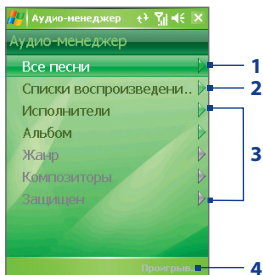 Аудио-менеджер
Аудио-менеджер
Все песни
1
Списки воспроизведени..
2
Исполнители
Альбом
Жанр
3
Композиторы
Защищен
Проигрыв.
4